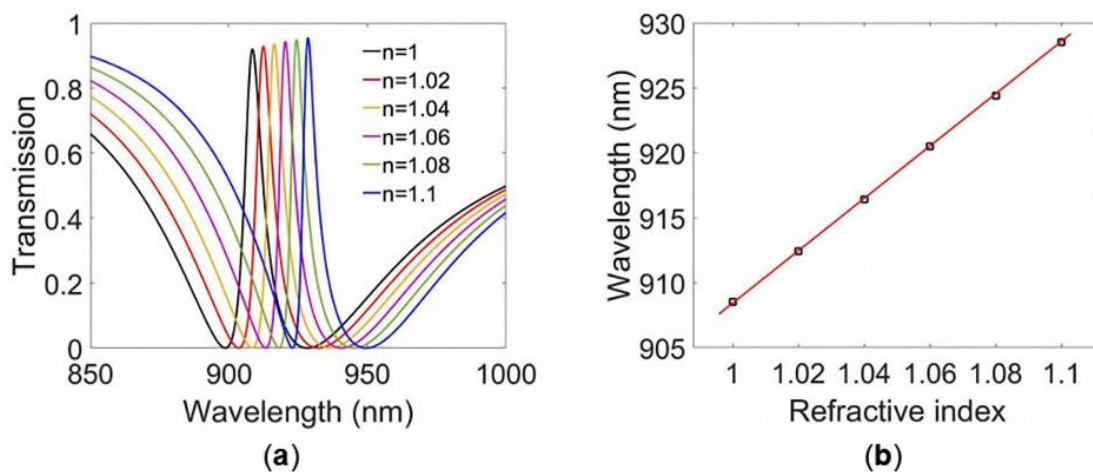 1
0.8
0.6
0.4
0.2
0
Transmission
n=1
n=1.02
n=1.04
n=1.06
n=1.08
n=1.1
850 900 950 1000
Wavelength (nm)
(a)
930
925
920
915
910
905
Wavelength (nm)
1 1.02 1.04 1.06 1.08 1.1
Refractive index
(b)